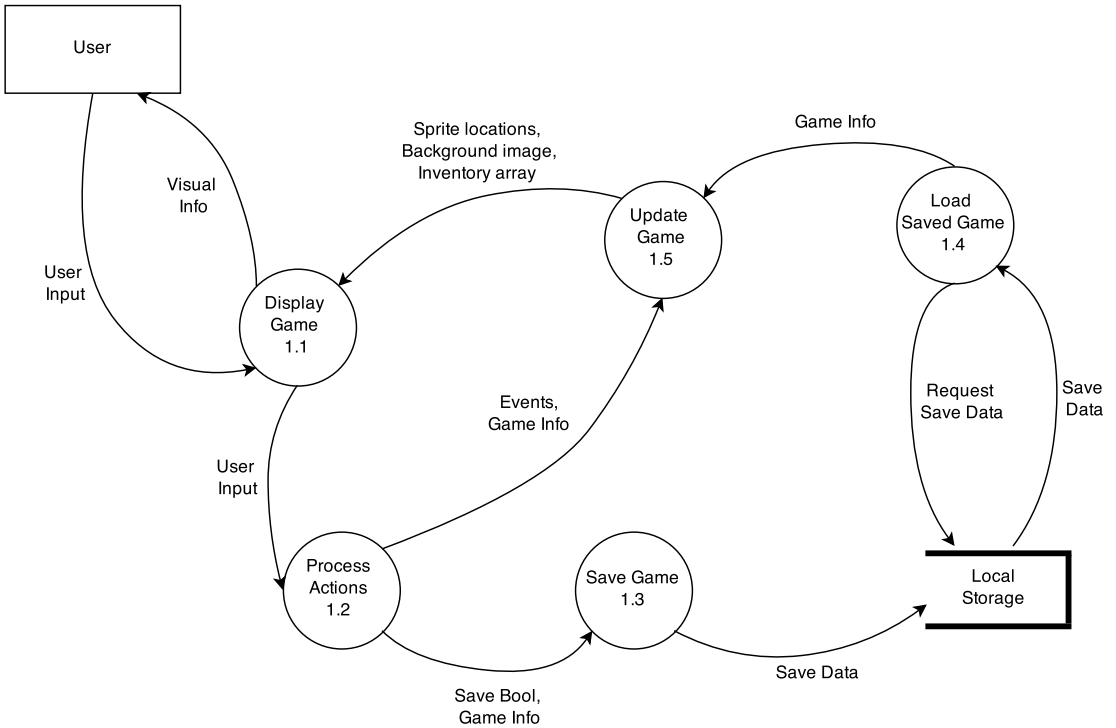 User
Sprite locations,
Background image,
Inventory array
Game Info
Visual
Info
Update
Game
1.5
Load
Saved Game
1.4
User
Input
Display
Game
1.1
Request
Save Data
Save
Data
Events,
Game Info
User
Input
Process
Actions
1.2
Save Game
1.3
Local
Storage
Save Data
Save Bool,
Game Info